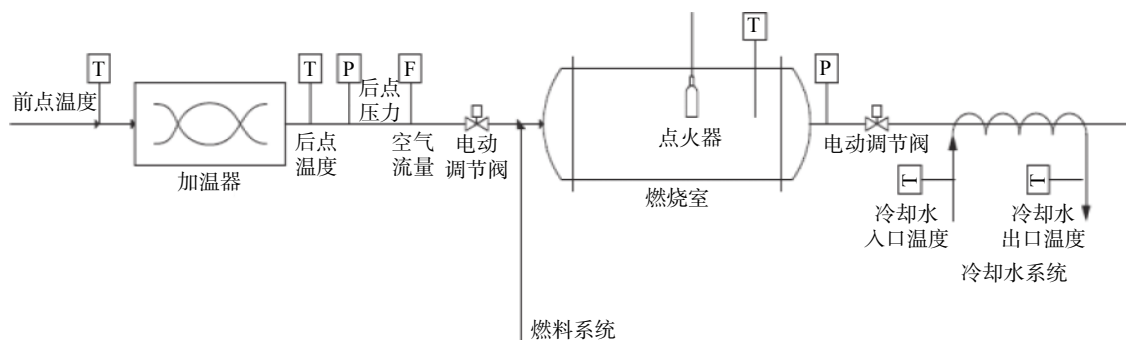 T
T
P
F
T
P
前点温度
后点
压力
后点
温度
空气
流量
电动
调节阀
点火器
电动调节阀
加温器
燃烧室
T
T
冷却水
入口温度
冷却水
出口温度
冷却水系统
燃料系统